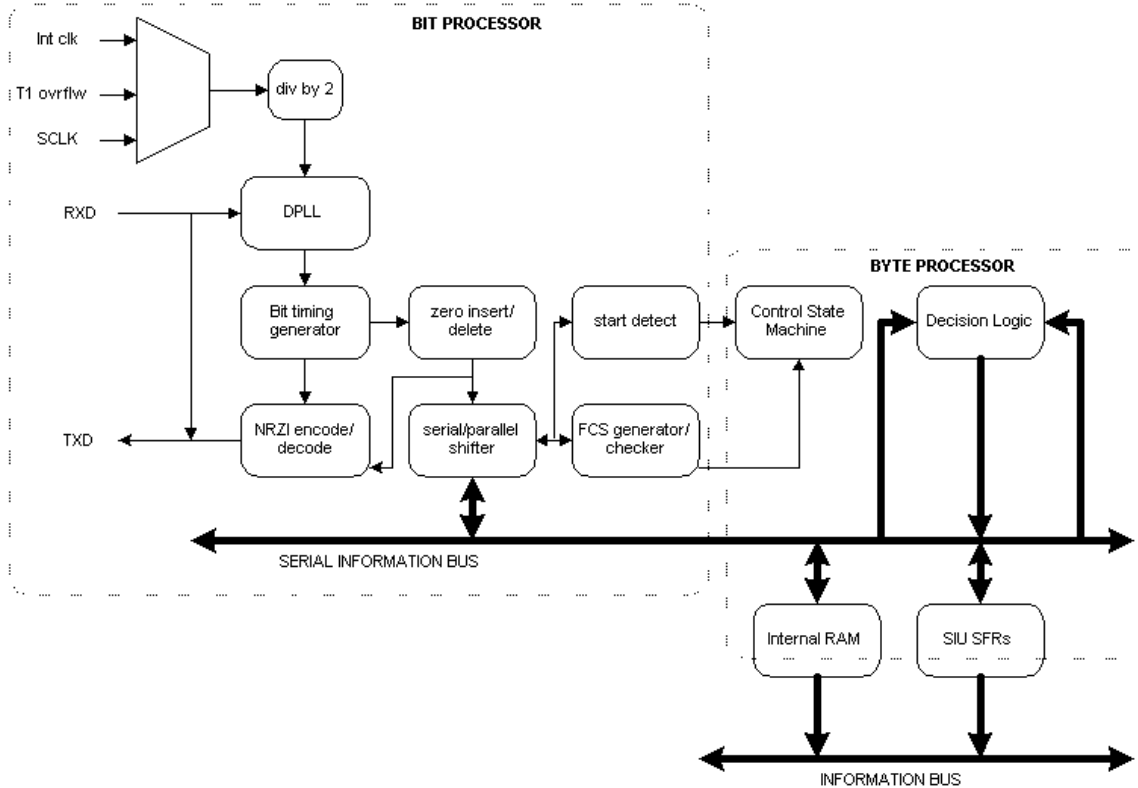 BIT PROCESSOR
Int clk
T1 ovrflw
SCLK
div by 2
RXD
DPLL
BYTE PROCESSOR
Bit timing
generator
zero insert/
delete
start detect
Control State
Machine
Decision Logic
TXD
NRZI encode/
decode
serial/parallel
shifter
FCS generator/
checker
SERIAL INFORMATION BUS
Internal RAM
SIU SFRs
INFORMATION BUS